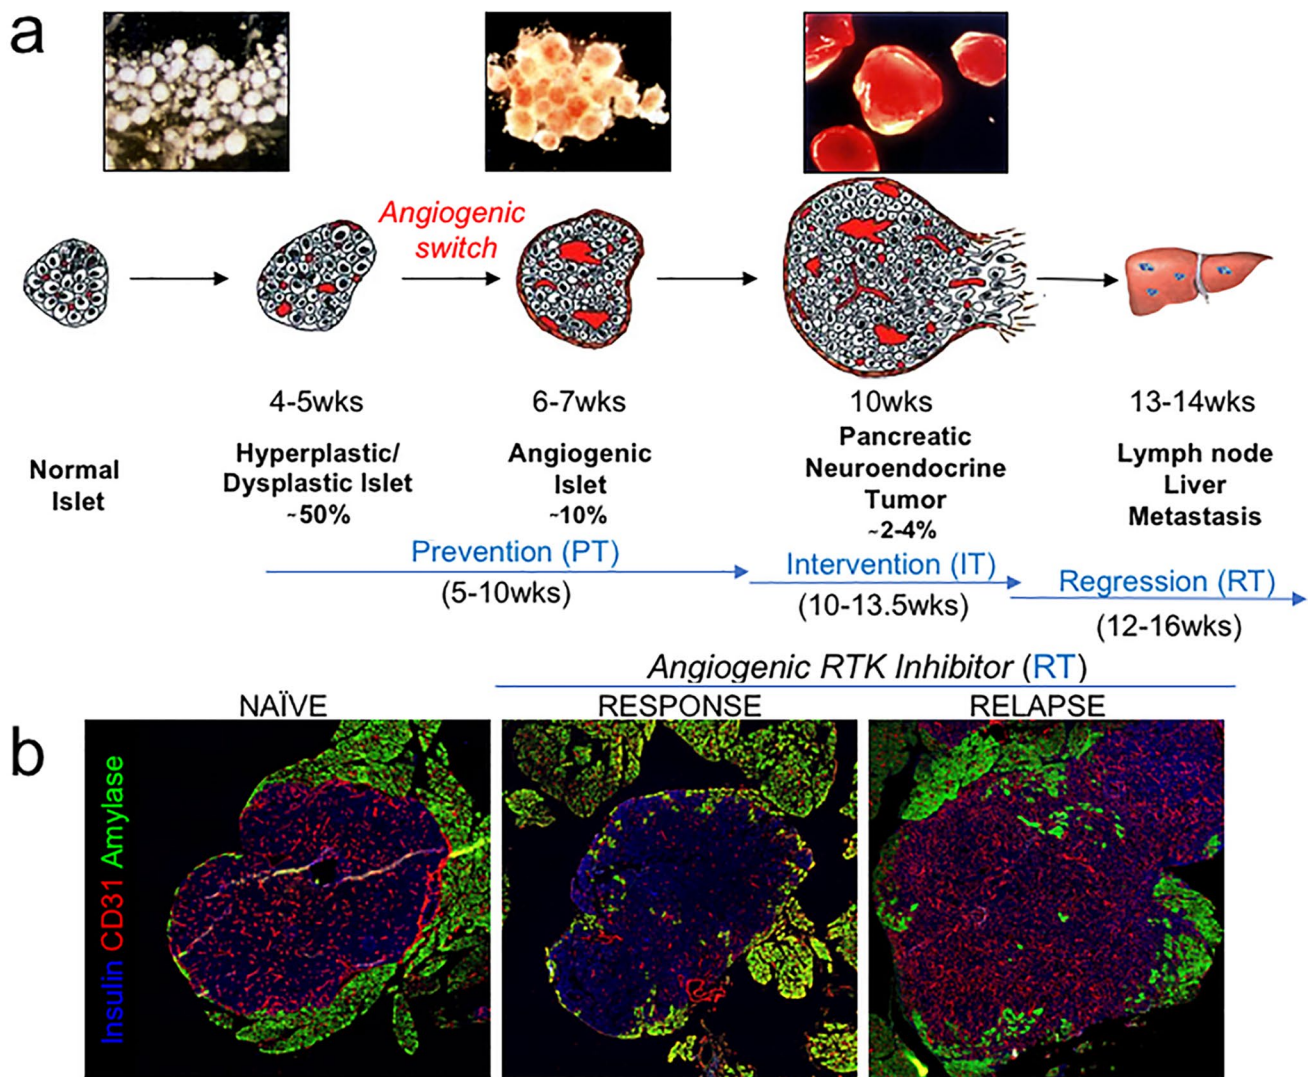 a
Angiogenic
switch
4-5wks
6-7wks
10wks
13-14wks
Normal
Islet
Hyperplastic/
Dysplastic Islet
~50%
Angiogenic
Islet
~10%
Pancreatic
Neuroendocrine
Tumor
~2-4%
Lymph node
Liver
Metastasis
Prevention (PT)
(5-10wks)
Intervention (IT)
(10-13.5wks)
Regression (RT)
(12-16wks)
Angiogenic RTK Inhibitor (RT)
NAÏVE
RESPONSE
RELAPSE
b
Insulin CD31 Amylase